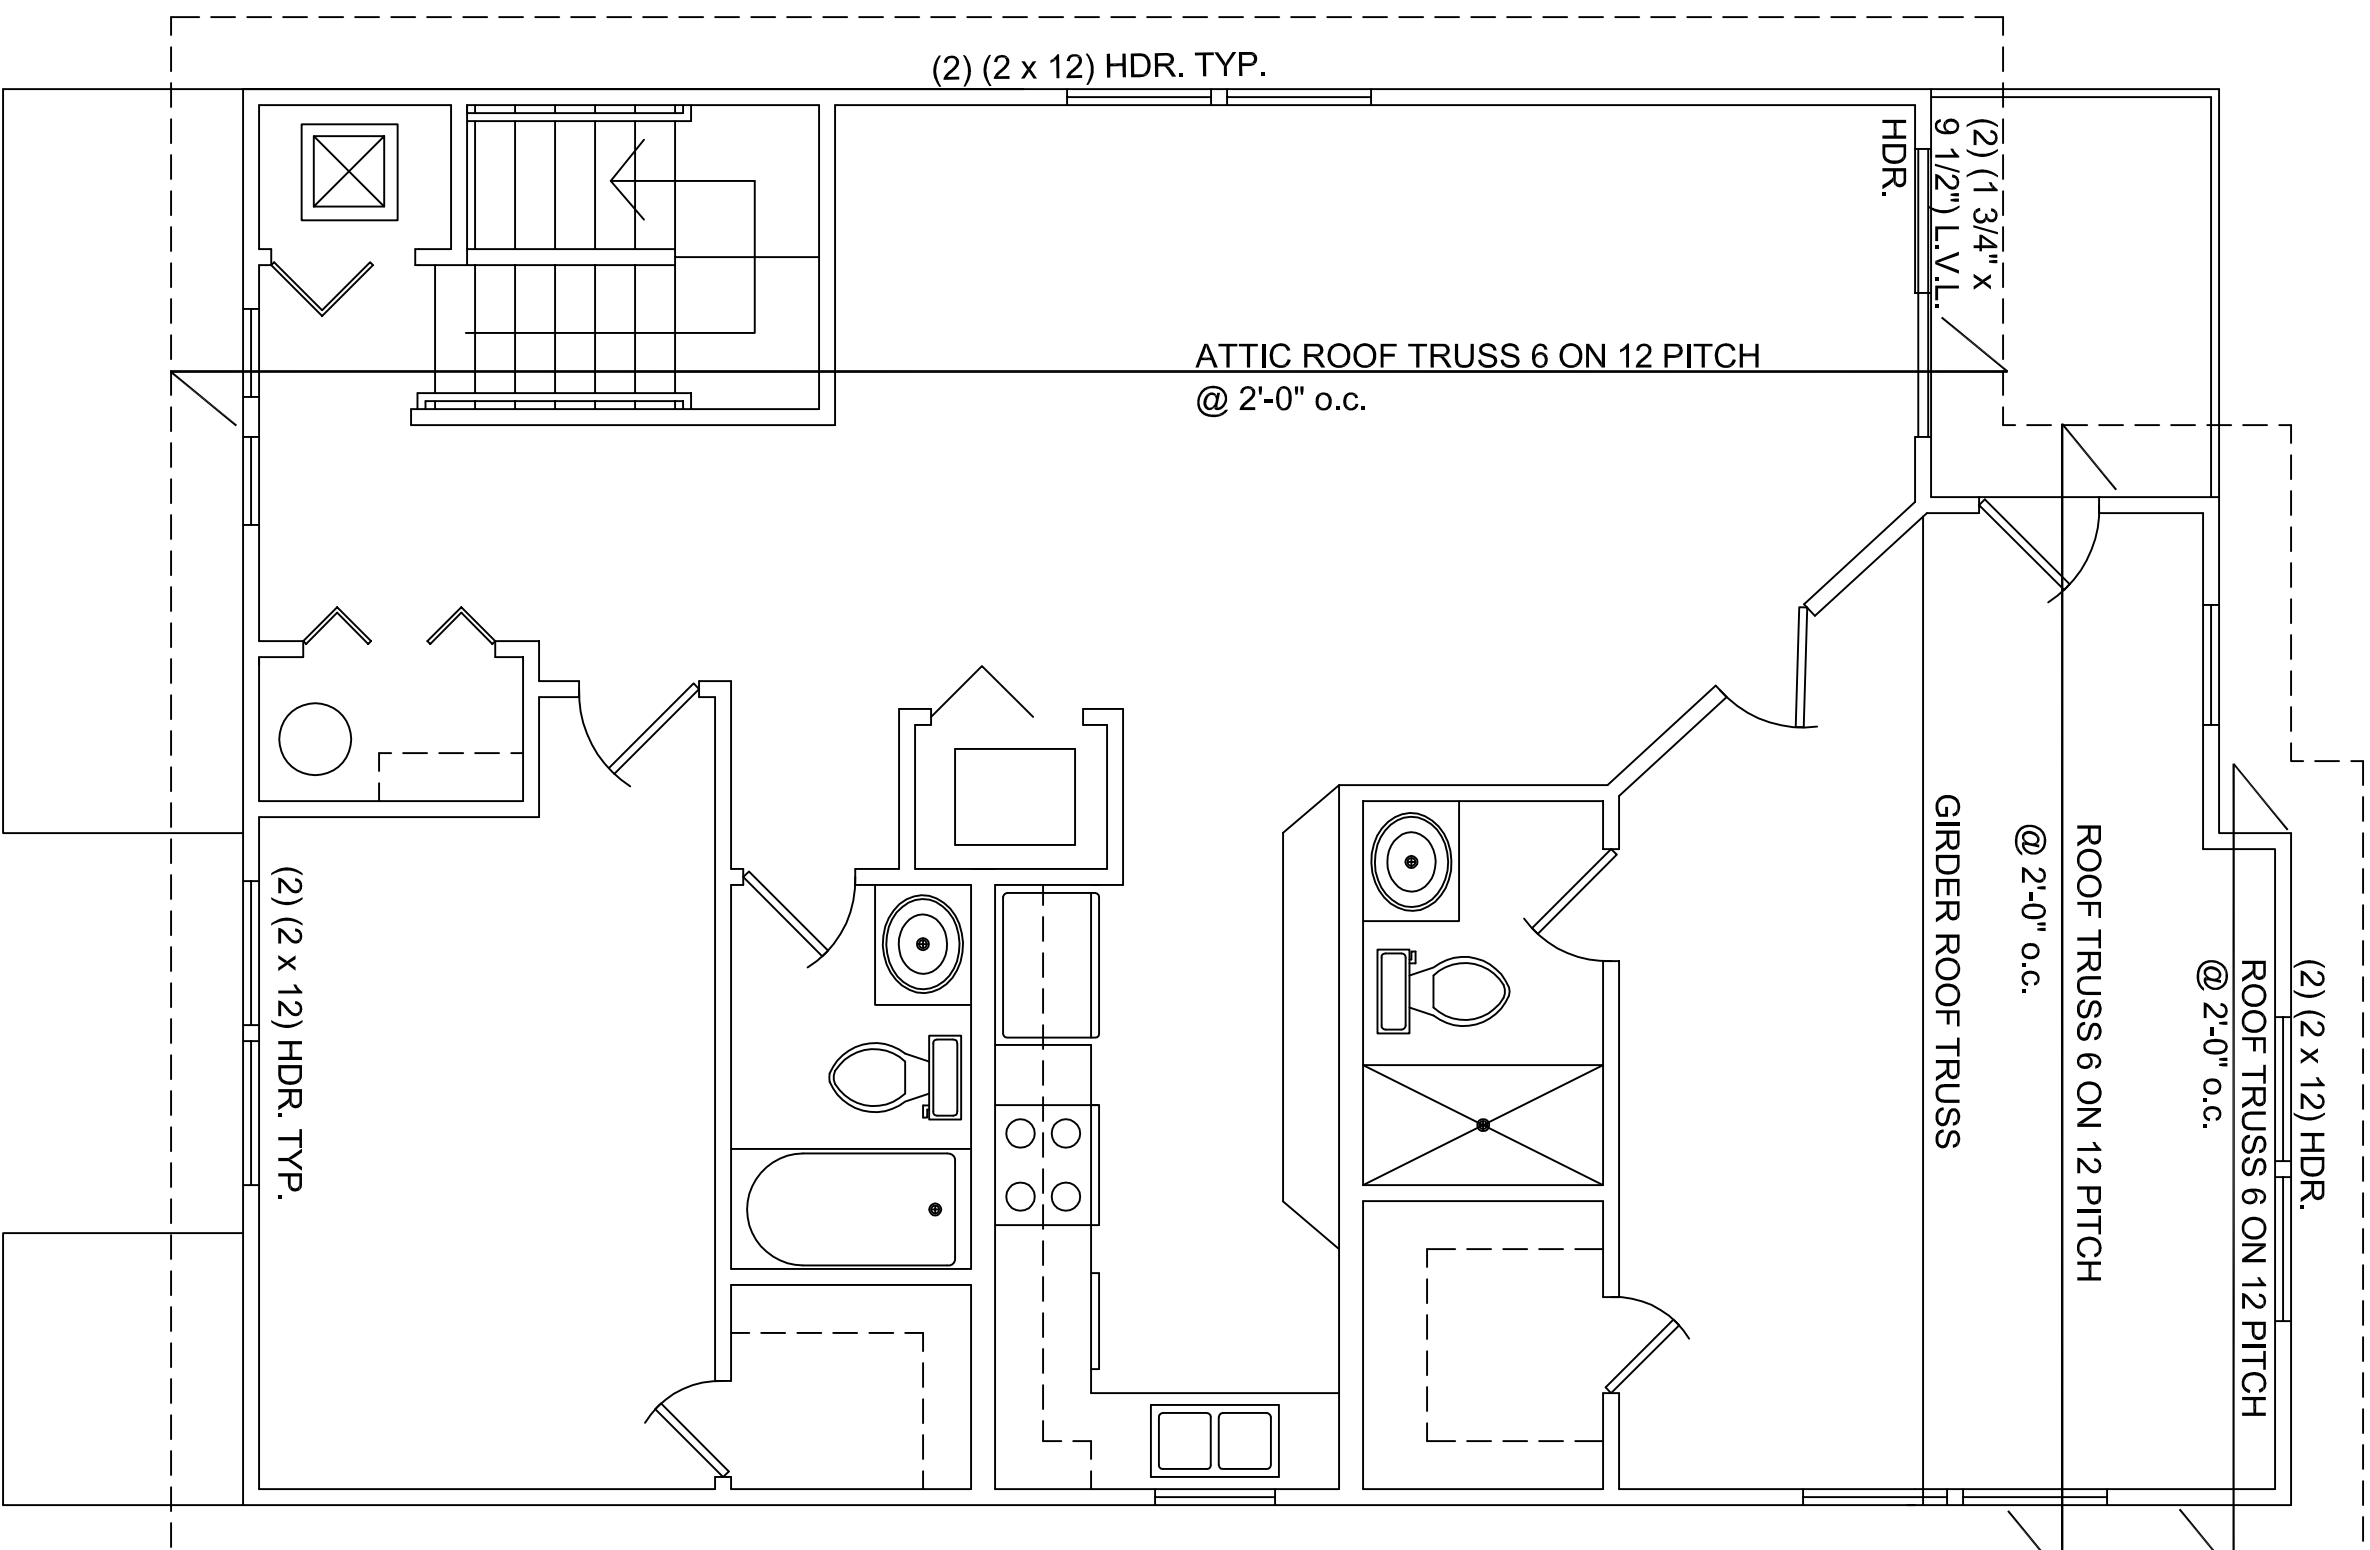 (2) (2 x 12) HDR. TYP.
(2) (1 3/4" x
9 1/2") L.V.L.
HDR.
ATTIC ROOF TRUSS 6 ON 12 PITCH
@ 2'-0" o.c.
(2) (2 x 12) HDR. TYP.
GIRDER ROOF TRUSS
ROOF TRUSS 6 ON 12 PITCH
@ 2'-0" o.c.
ROOF TRUSS 6 ON 12 PITCH
@ 2'-0" o.c.
(2) (2 x 12) HDR.